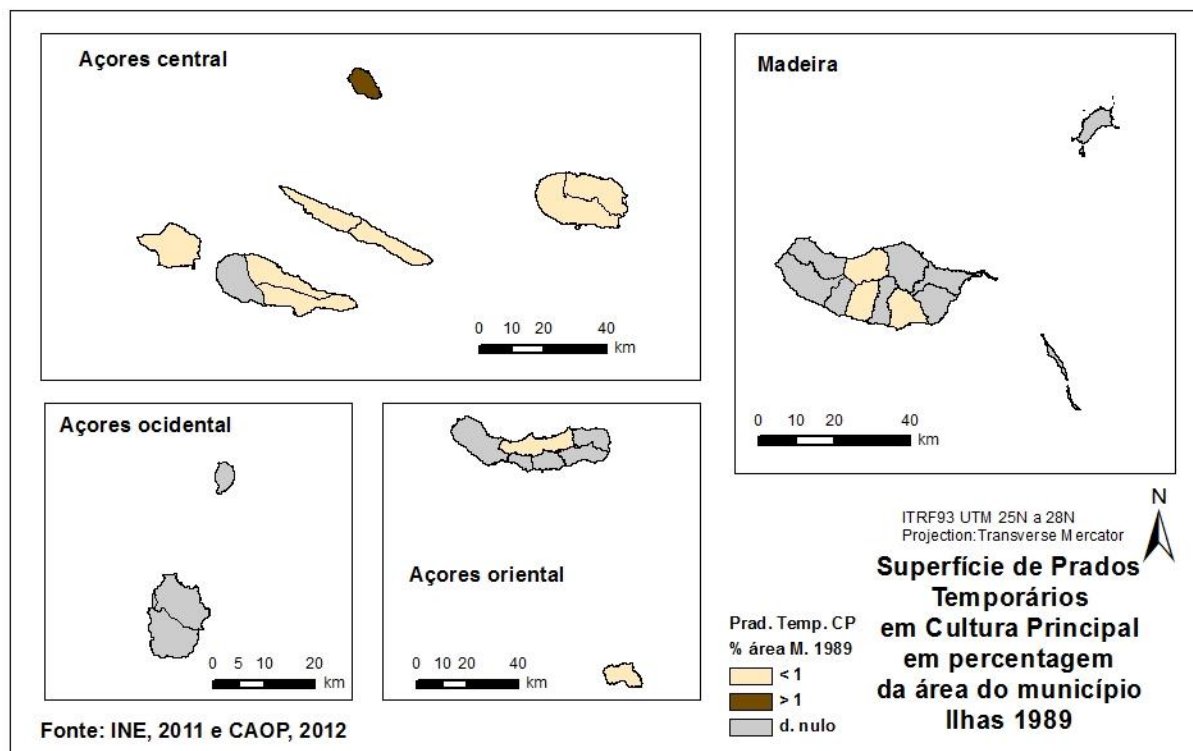 Açores central
0 10 20 40
km
Madeira
0 10 20 40
km
Açores ocidental
0 5 10 20
km
Açores oriental
0 10 20 40
km
N
ITRF93 UTM 25N a 28N
Projection:Transverse Mercator
Superfície de Prados
Temporários
em Cultura Principal
em percentagem
da área do município
Ilhas 1989
Prad. Temp. CP
% área M. 1989
< 1
> 1
d. nulo
Fonte: INE, 2011 e CAOP, 2012